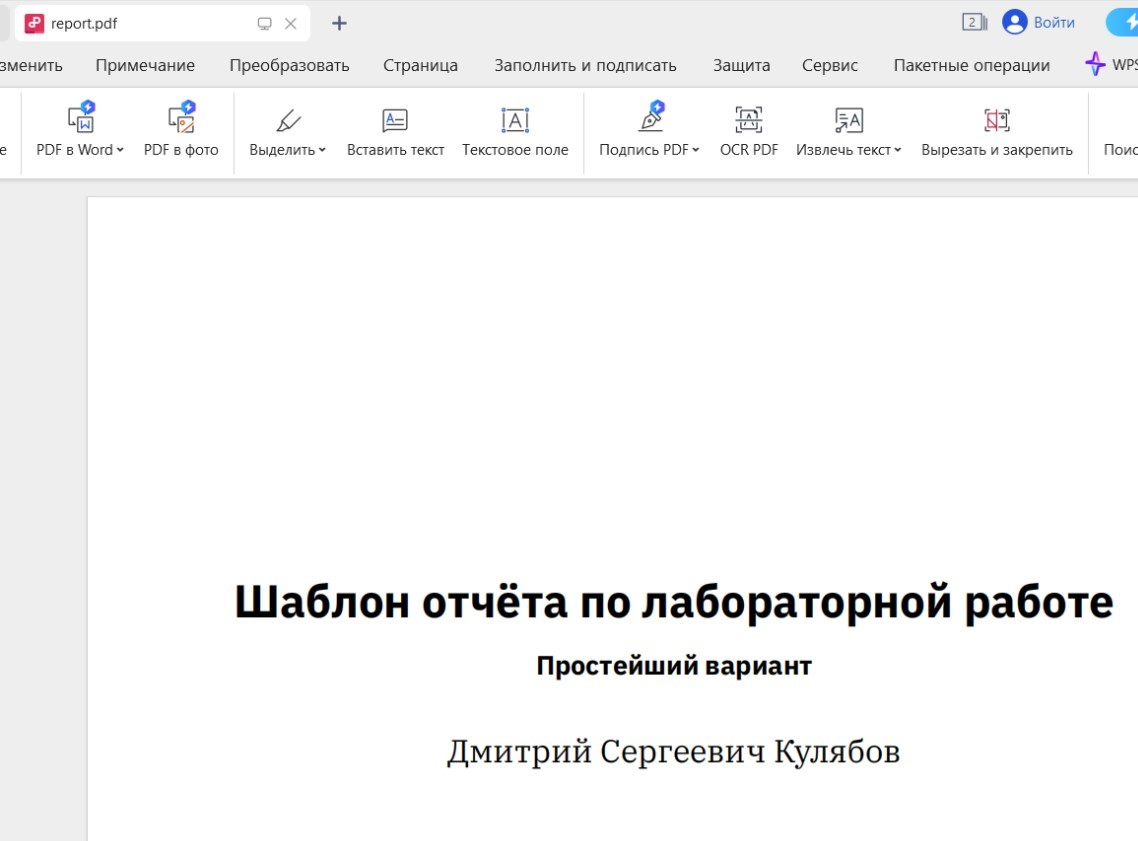 report.pdf
2
Войти
зменить Примечание Преобразовать Страница Заполнить и подписать Защита Сервис Пакетные операции WPS
е PDF в Word PDF в фото Выделить Вставить текст Текстовое поле Подпись PDF OCR PDF Извлечь текст Вырезать и закрепить Поис
Шаблон отчёта по лабораторной работе
Простейший вариант
Дмитрий Сергеевич Кулябов